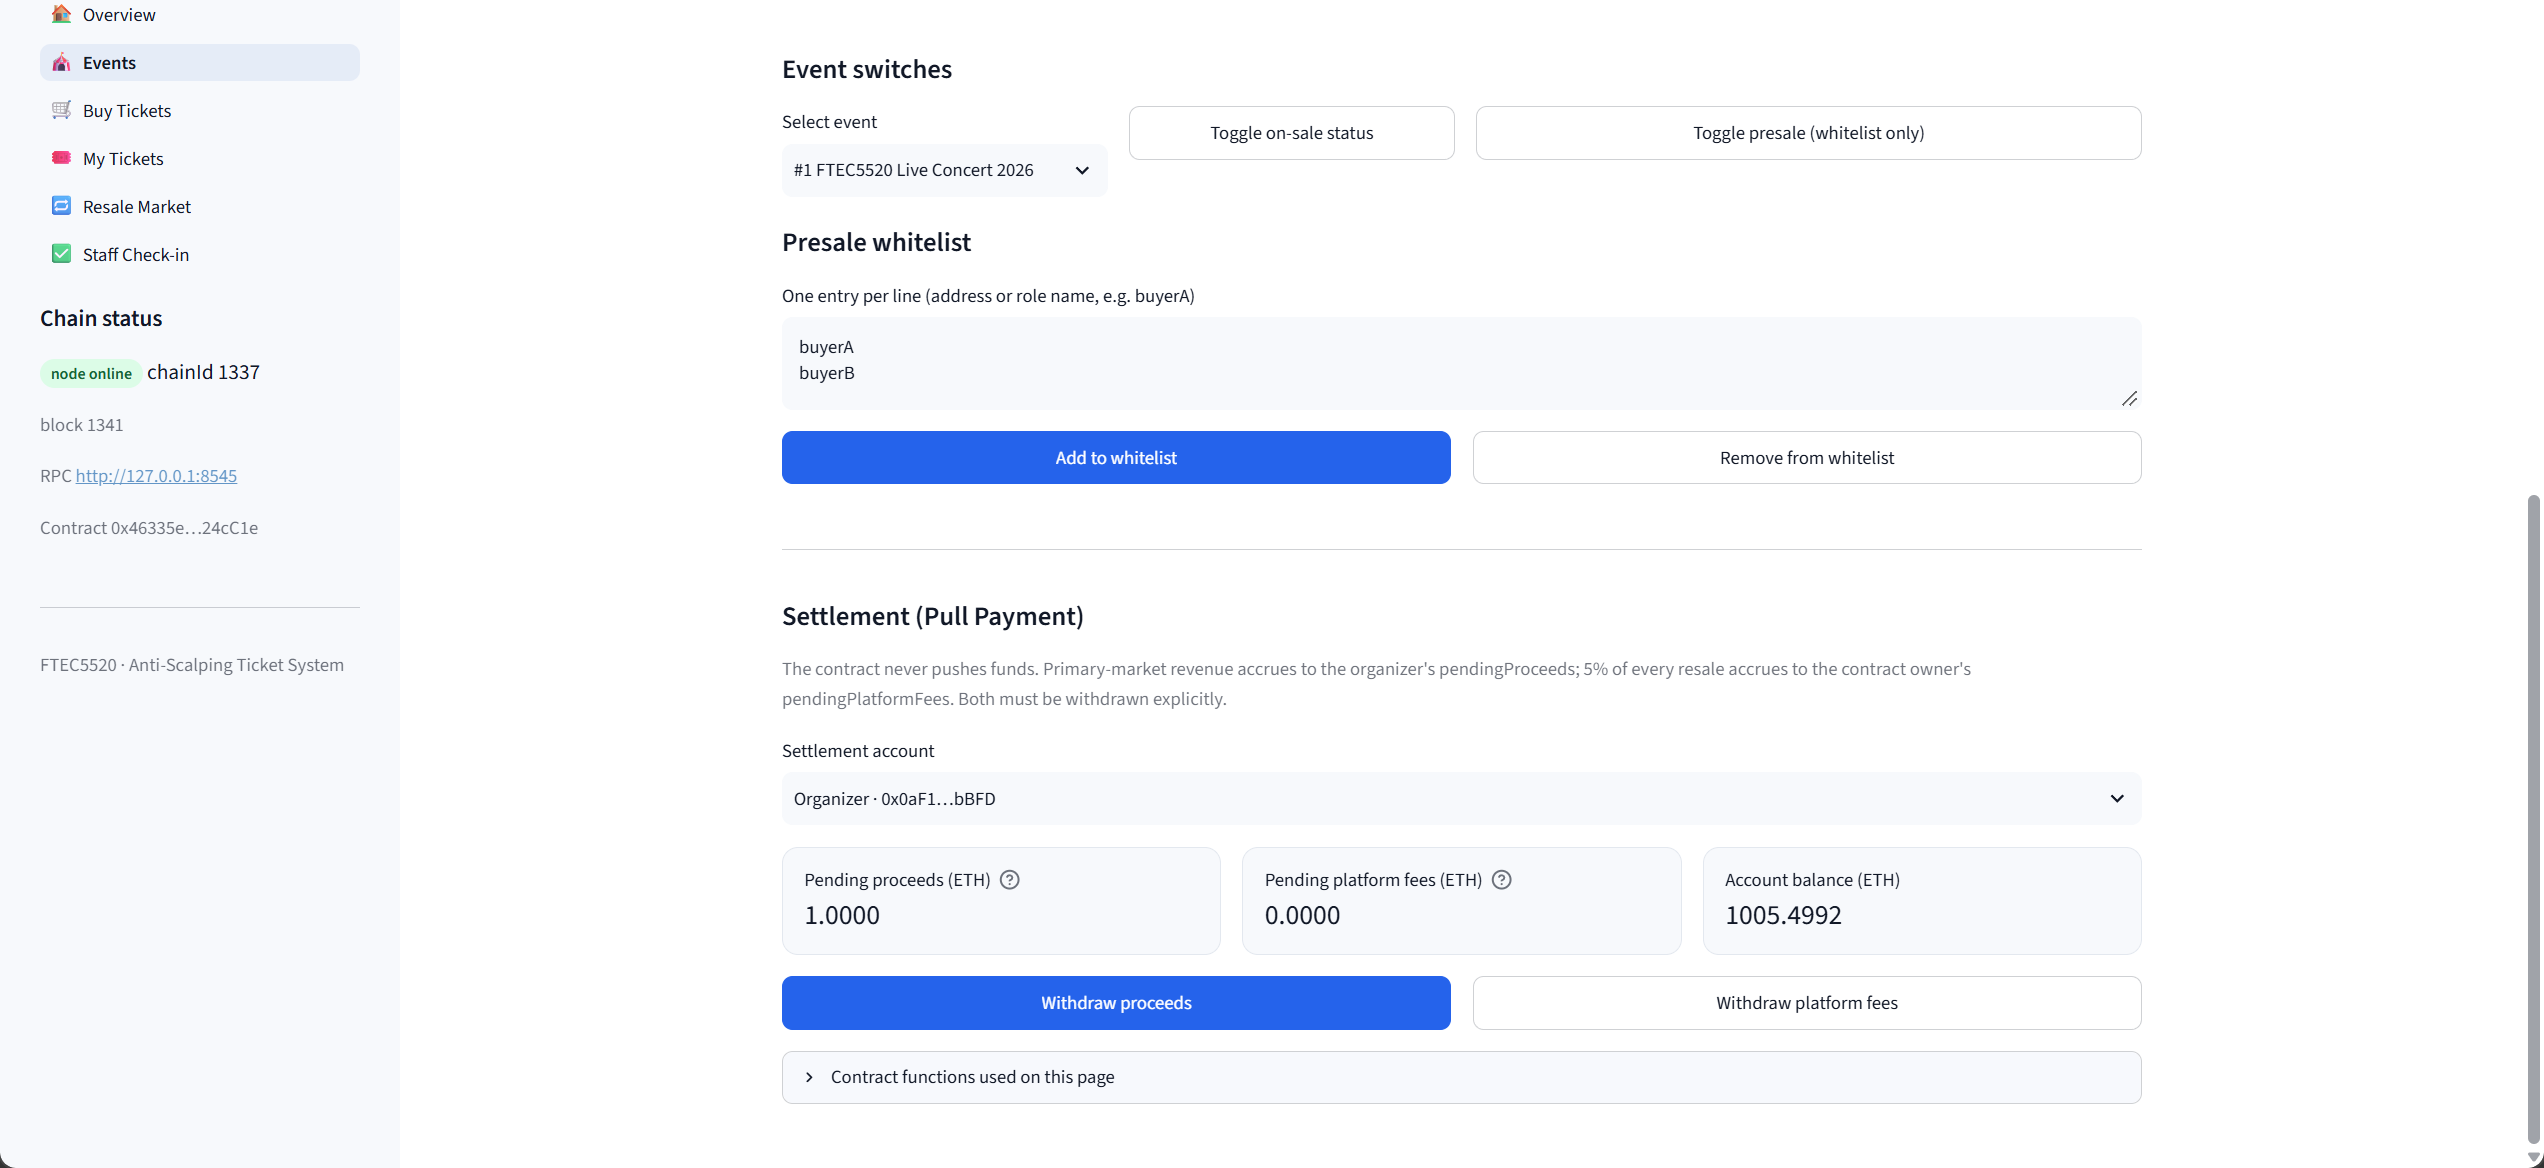 Overview
Events
Buy Tickets
My Tickets
Resale Market
Staff Check-in
Chain status
node online chainId 1337
block 1341
RPC http://127.0.0.1:8545
Contract 0x46335e…24cC1e
FTEC5520 · Anti-Scalping Ticket System
Event switches
Select event
#1 FTEC5520 Live Concert 2026
Toggle on-sale status
Toggle presale (whitelist only)
Presale whitelist
One entry per line (address or role name, e.g. buyerA)
buyerA
buyerB
Add to whitelist
Remove from whitelist
Settlement (Pull Payment)
The contract never pushes funds. Primary-market revenue accrues to the organizer's pendingProceeds; 5% of every resale accrues to the contract owner's
pendingPlatformFees. Both must be withdrawn explicitly.
Settlement account
Organizer · 0x0aF1…bBFD
Pending proceeds (ETH)
1.0000
Pending platform fees (ETH)
0.0000
Account balance (ETH)
1005.4992
Withdraw proceeds
Withdraw platform fees
Contract functions used on this page